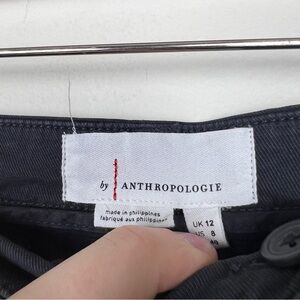 by ANTHROPOLOGIE
made in philippines
fabriqué aux philippines
UK 12
US 8